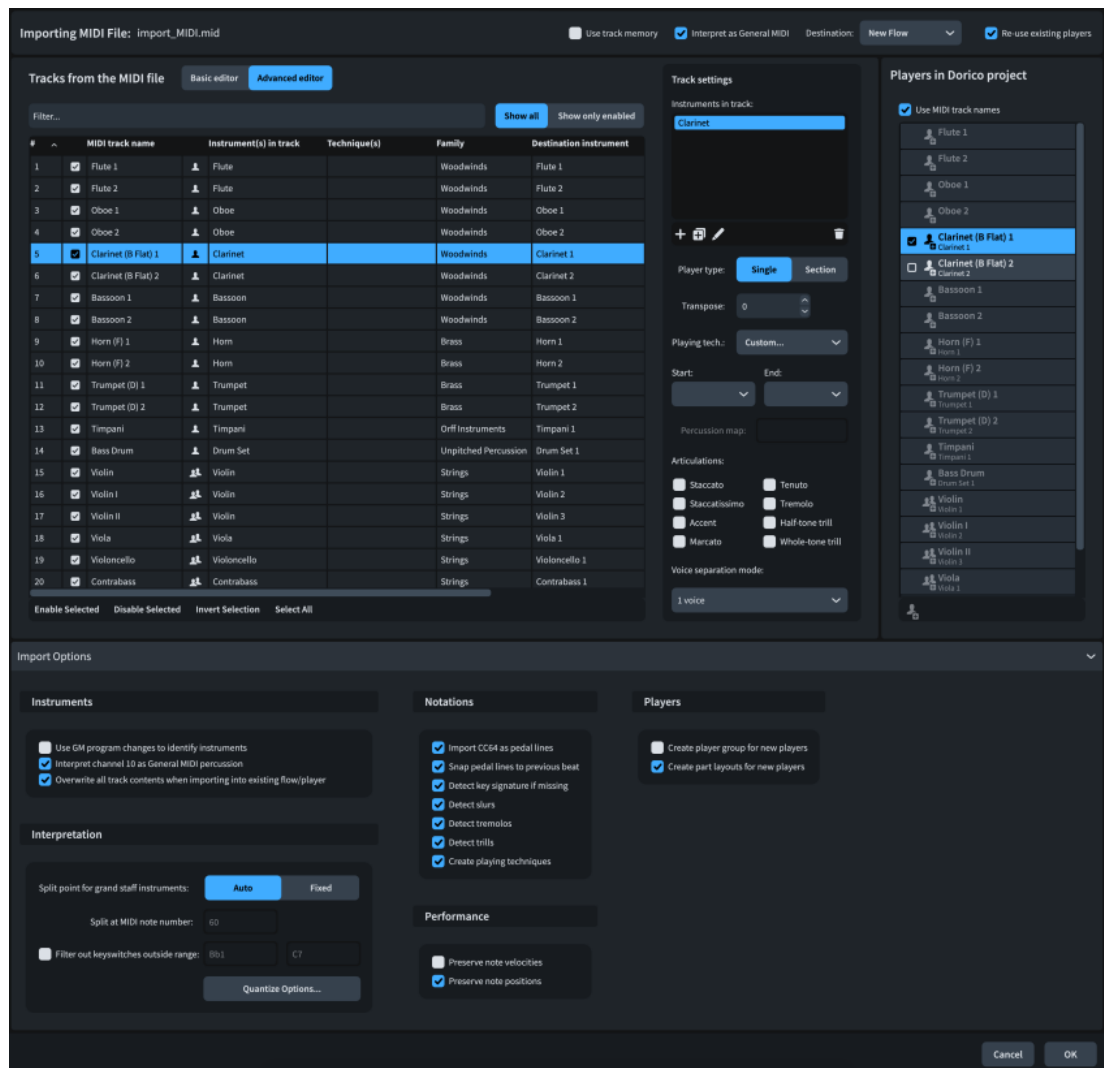 Importing MIDI File: import_MIDI.mid
Use track memory
Interpret as General MIDI
Destination:
New Flow
Re-use existing players
Tracks from the MIDI file
Basic editor
Advanced editor
Filter...
Show all
Show only enabled
# MIDI track name Instrument(s) in track Technique(s) Family Destination instrument
1 Flute 1 Flute Woodwinds Flute 1
2 Flute 2 Flute Woodwinds Flute 2
3 Oboe 1 Oboe Woodwinds Oboe 1
4 Oboe 2 Oboe Woodwinds Oboe 2
5 Clarinet (B Flat) 1 Clarinet Woodwinds Clarinet 1
6 Clarinet (B Flat) 2 Clarinet Woodwinds Clarinet 2
7 Bassoon 1 Bassoon Woodwinds Bassoon 1
8 Bassoon 2 Bassoon Woodwinds Bassoon 2
9 Horn (F) 1 Horn Brass Horn 1
10 Horn (F) 2 Horn Brass Horn 2
11 Trumpet (D) 1 Trumpet Brass Trumpet 1
12 Trumpet (D) 2 Trumpet Brass Trumpet 2
13 Timpani Timpani Orff Instruments Timpani 1
14 Bass Drum Drum Set Unpitched Percussion Drum Set 1
15 Violin Violin Strings Violin 1
16 Violin I Violin Strings Violin 2
17 Violin II Violin Strings Violin 3
18 Viola Viola Strings Viola 1
19 Violoncello Violoncello Strings Violoncello 1
20 Contrabass Contrabass Strings Contrabass 1
Enable Selected
Disable Selected
Invert Selection
Select All
Track settings
Instruments in track:
Clarinet
Player type:
Single
Section
Transpose:
0
Playing tech.:
Custom...
Start:
End:
Percussion map:
Articulations:
Staccato
Tenuto
Staccatissimo
Tremolo
Accent
Half-tone trill
Marcato
Whole-tone trill
Voice separation mode:
1 voice
Players in Dorico project
Use MIDI track names
Flute 1
Flute 2
Oboe 1
Oboe 2
Clarinet (B Flat) 1
Clarinet 1
Clarinet (B Flat) 2
Clarinet 2
Bassoon 1
Bassoon 2
Horn (F) 1
Horn 1
Horn (F) 2
Horn 2
Trumpet (D) 1
Trumpet 1
Trumpet (D) 2
Trumpet 2
Timpani
Timpani 1
Bass Drum
Drum Set 1
Violin
Violin 1
Violin I
Violin 2
Violin II
Violin 3
Viola
Viola 1
Import Options
Instruments
Use GM program changes to identify instruments
Interpret channel 10 as General MIDI percussion
Overwrite all track contents when importing into existing flow/player
Interpretation
Split point for grand staff instruments:
Auto
Fixed
Split at MIDI note number:
60
Filter out keyswitches outside range:
Bb1
C7
Quantize Options...
Notations
Import CC64 as pedal lines
Snap pedal lines to previous beat
Detect key signature if missing
Detect slurs
Detect tremolos
Detect trills
Create playing techniques
Performance
Preserve note velocities
Preserve note positions
Players
Create player group for new players
Create part layouts for new players
Cancel
OK